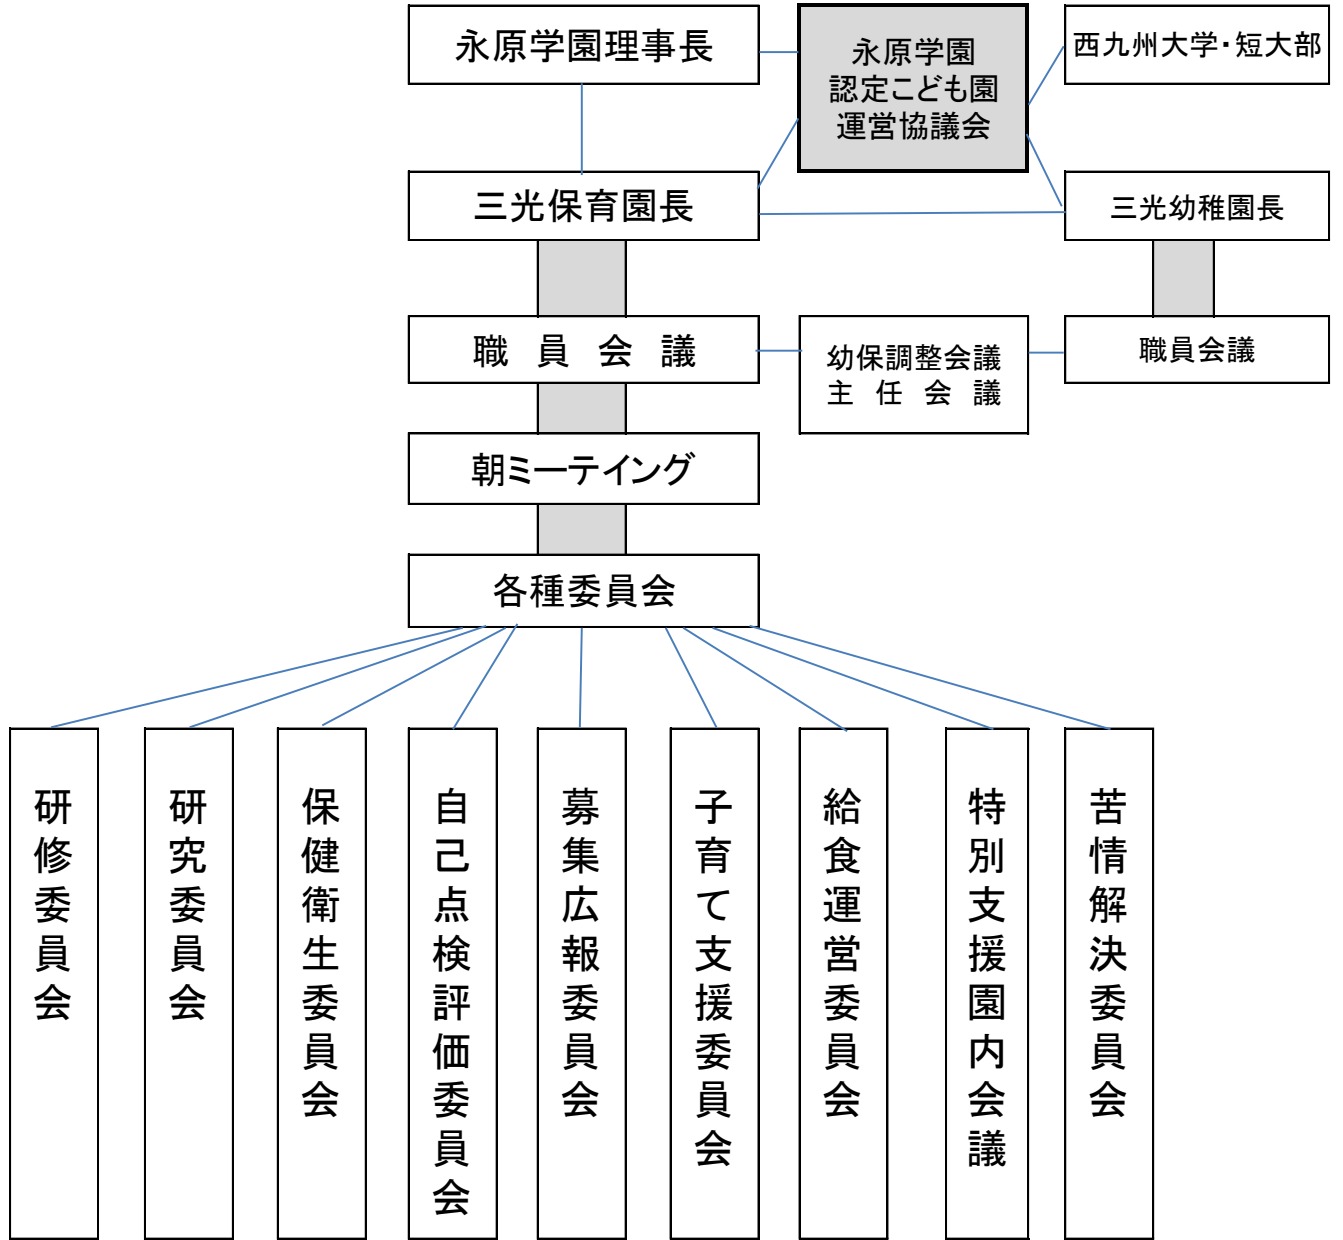 永原学園理事長
永原学園
認定こども園
運営協議会
西九州大学・短大部
三光保育園長
三光幼稚園長
職　員　会　議
幼保調整会議
主　任　会　議
職員会議
朝ミーテイング
各種委員会
研修委員会
研究委員会
保健衛生委員会
自己点検評価委員会
募集広報委員会
子育て支援委員会
給食運営委員会
特別支援園内会議
苦情解決委員会